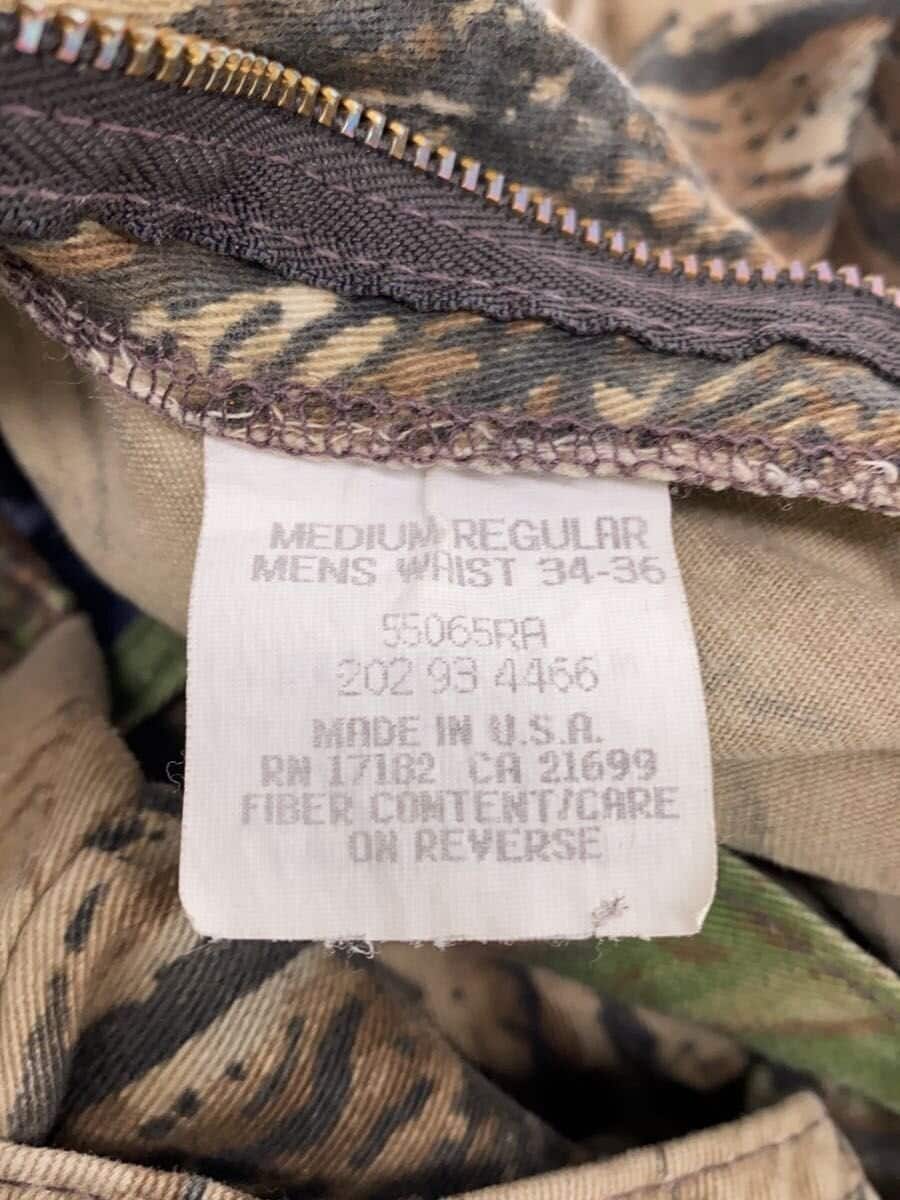 MEDIUM REGULAR
MENS WAIST 34-36
55065RA
202 93 4466
MADE IN U.S.A.
RN 17182 CA 21699
FIBER CONTENT/CARE
ON REVERSE